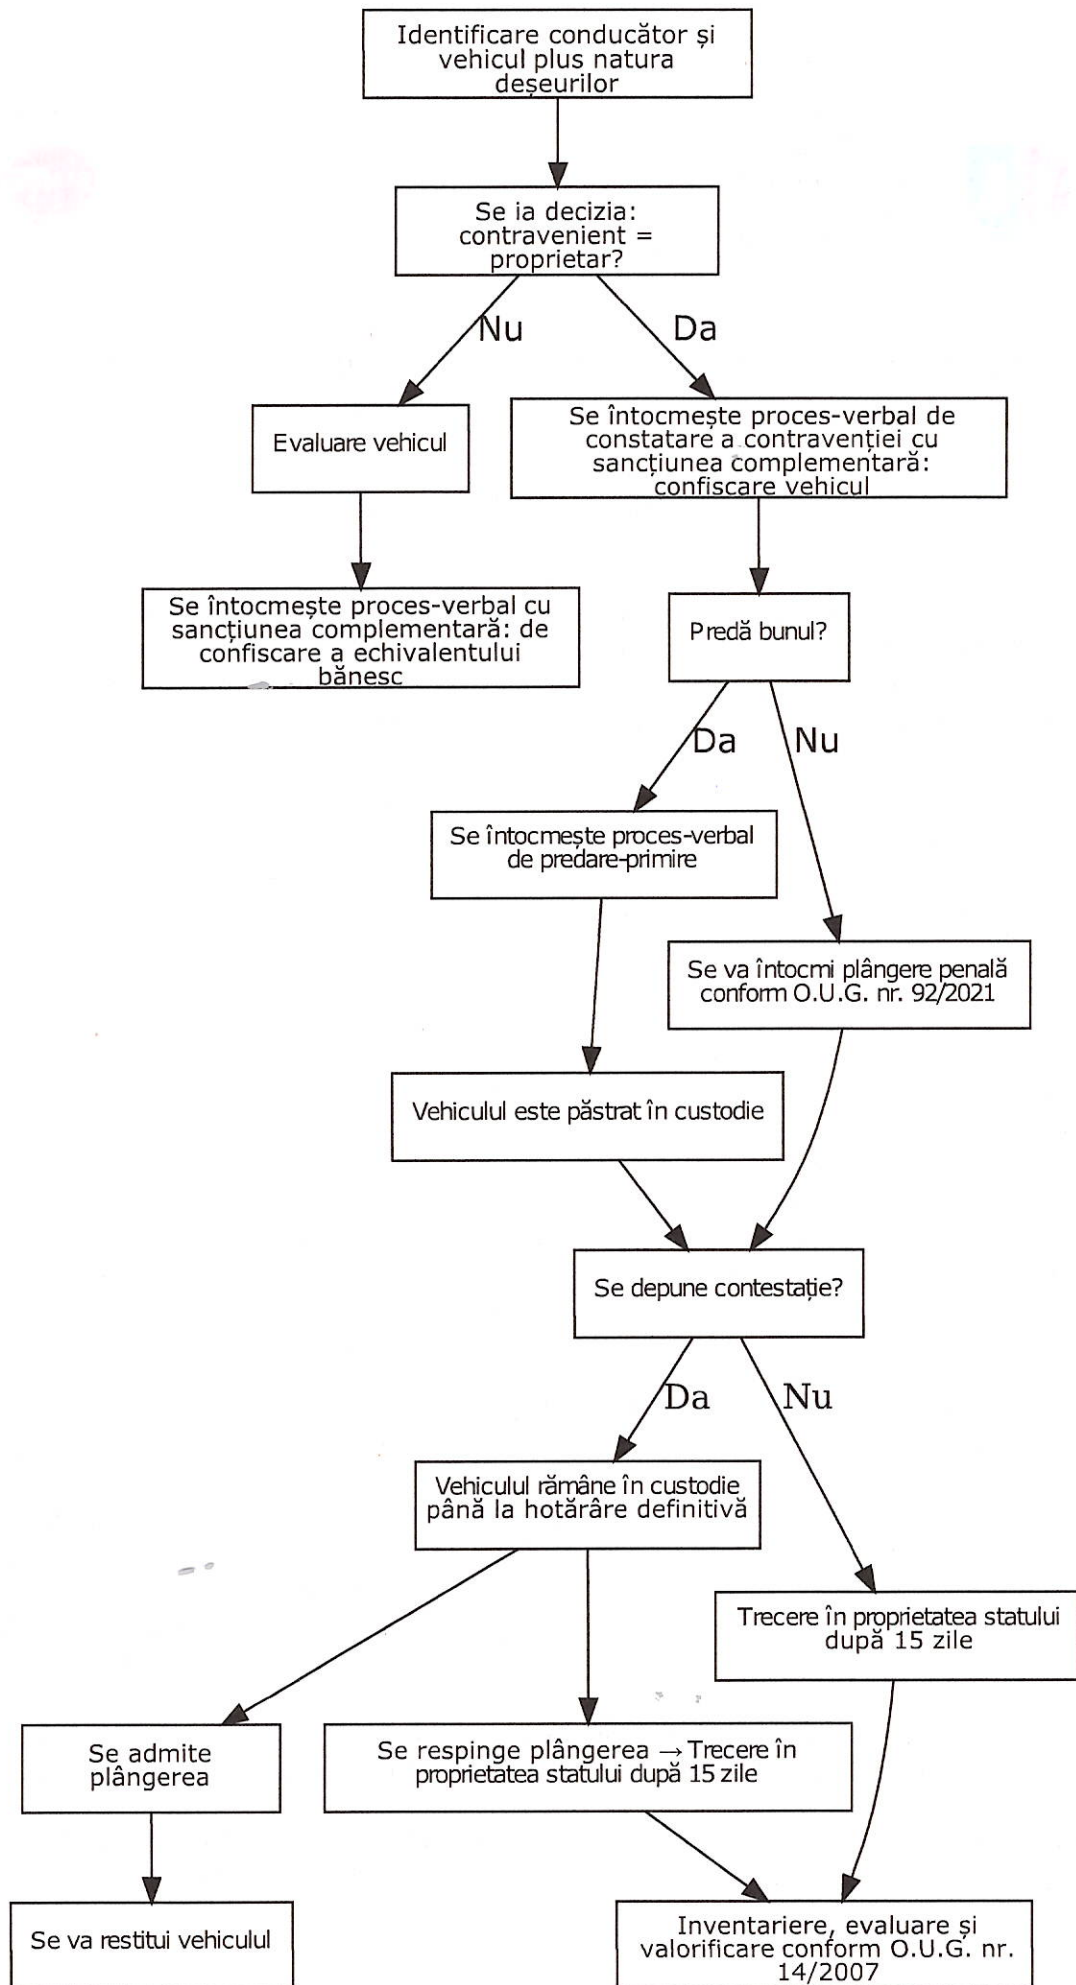 Identificare conducător și
vehicul plus natura
deșeurilor
Se ia decizia:
contravenient =
proprietar?
Nu
Da
Evaluare vehicul
Se întocmește proces-verbal de
constatare a contravenției cu
sancțiunea complementară:
confiscare vehicul
Se întocmește proces-verbal cu
sancțiunea complementară: de
confiscare a echivalentului
bănesc
Predă bunul?
Da
Nu
Se întocmește proces-verbal
de predare-primire
Se va întocmi plângere penală
conform O.U.G. nr. 92/2021
Vehiculul este păstrat în custodie
Se depune contestație?
Da
Nu
Vehiculul rămâne în custodie
până la hotărâre definitivă
Trecere în proprietatea statului
după 15 zile
Se admite
plângerea
Se respinge plângerea → Trecere în
proprietatea statului după 15 zile
Se va restitui vehiculul
Inventariere, evaluare și
valorificare conform O.U.G. nr.
14/2007